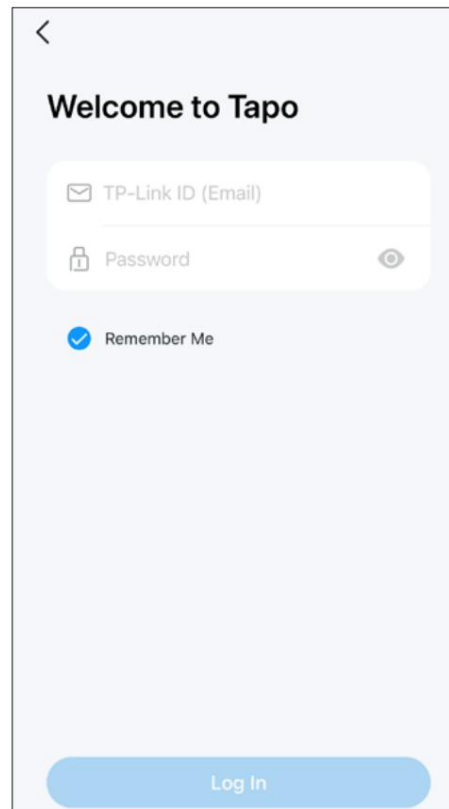 Welcome to Tapo
TP-Link ID (Email)
Password
Remember Me
Log In